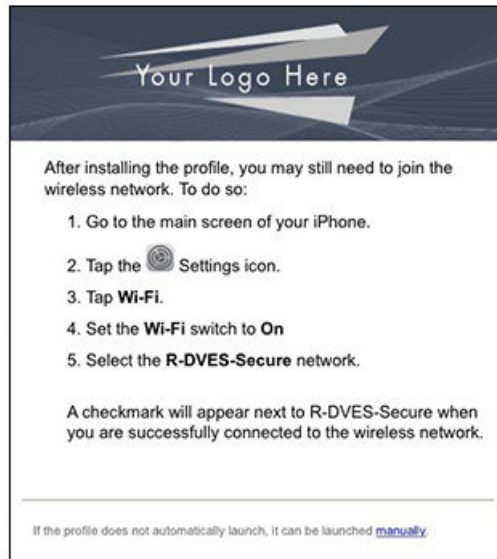 Your Logo Here
After installing the profile, you may still need to join the
wireless network. To do so:
1. Go to the main screen of your iPhone.
2. Tap the Settings icon.
3. Tap Wi-Fi.
4. Set the Wi-Fi switch to On
5. Select the R-DVES-Secure network.
A checkmark will appear next to R-DVES-Secure when
you are successfully connected to the wireless network.
If the profile does not automatically launch, it can be launched manually.